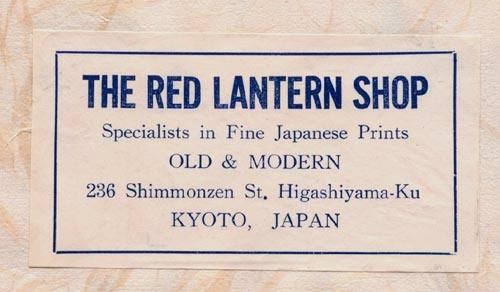 THE RED LANTERN SHOP
Specialists in Fine Japanese Prints
OLD & MODERN
236 Shimmonzen St. Higashiyama-Ku
KYOTO, JAPAN